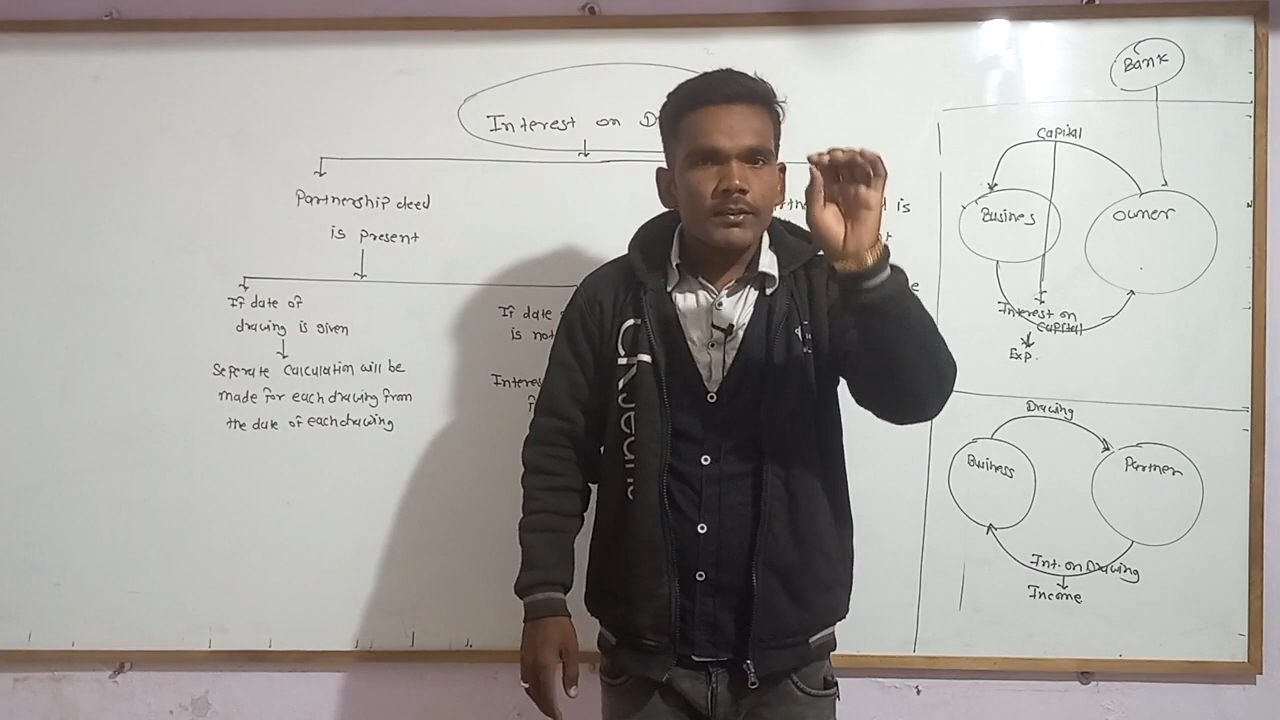 Interest on D
Partnership deed
is present
is
If date of
drawing is given
Seperate Calculation will be
made for each drawing from
the date of each drawing
If date
is not
Interes
Bank
Capital
Busines
Owner
Interest on
Capital
Exp.
Drawing
Business
Partner
Int. on Drawing
Income